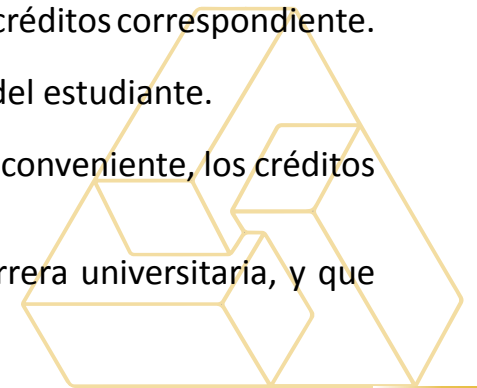 créditos correspondiente.
del estudiante.
conveniente, los créditos
rrera universitaria, y que